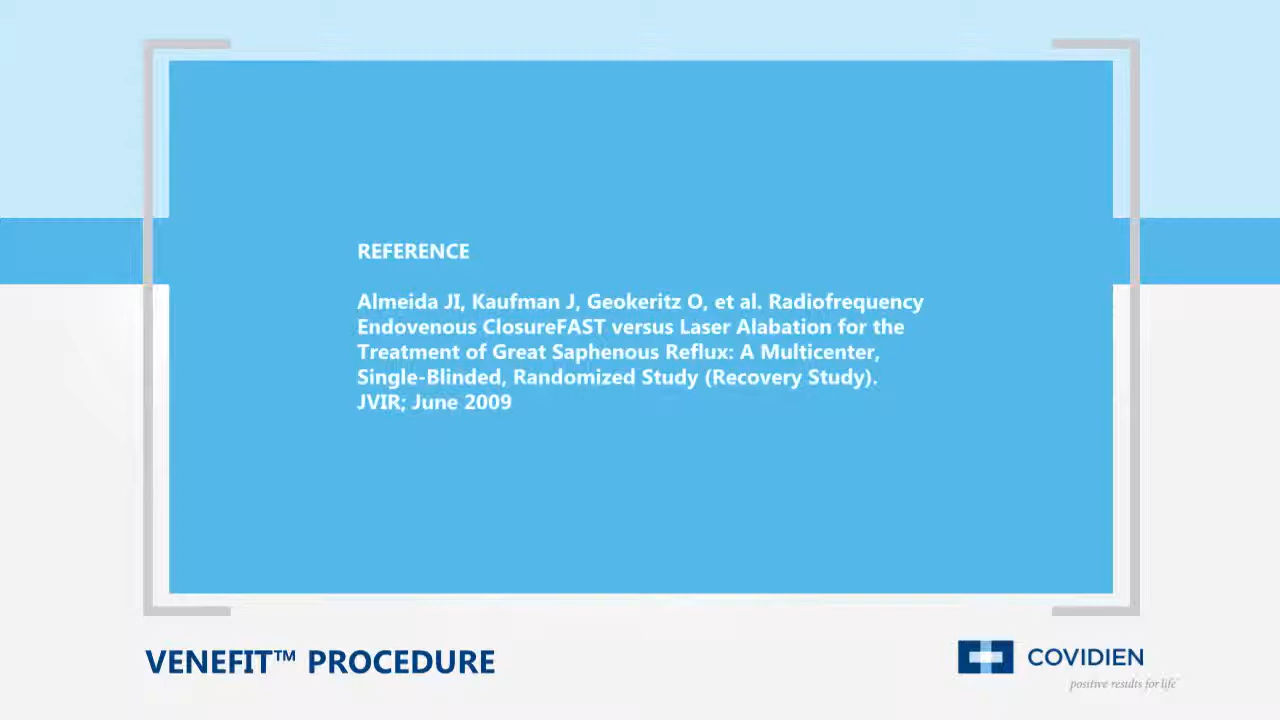 REFERENCE
Almeida JI, Kaufman J, Geokeritz O, et al. Radiofrequency
Endovenous ClosureFAST versus Laser Alabation for the
Treatment of Great Saphenous Reflux: A Multicenter,
Single-Blinded, Randomized Study (Recovery Study).
JVIR; June 2009
VENEFIT™ PROCEDURE
COVIDIEN
positive results for life